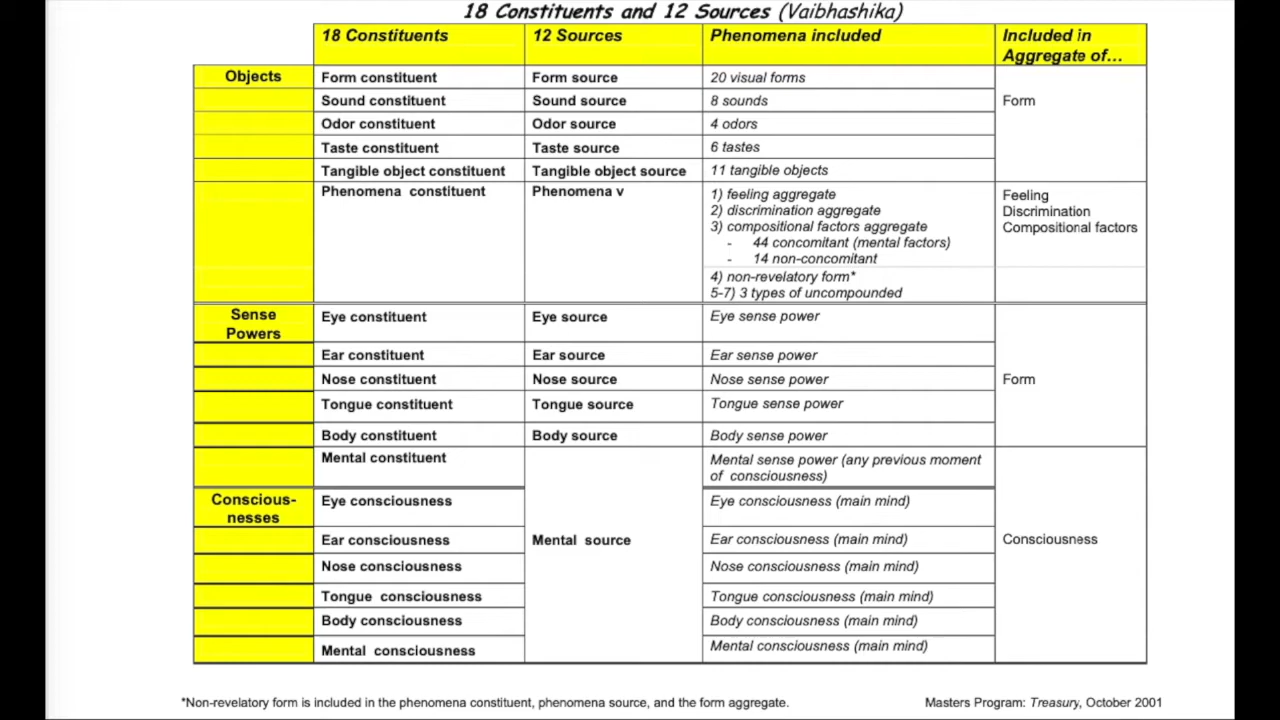 18 Constituents and 12 Sources (Vaibhashika)
18 Constituents 12 Sources Phenomena included Included in
Aggregate of...
Objects Form constituent Form source 20 visual forms
Sound constituent Sound source 8 sounds Form
Odor constituent Odor source 4 odors
Taste constituent Taste source 6 tastes
Tangible object constituent Tangible object source 11 tangible objects
Phenomena constituent Phenomena v 1) feeling aggregate Feeling
2) discrimination aggregate Discrimination
3) compositional factors aggregate Compositional factors
- 44 concomitant (mental factors)
- 14 non-concomitant
4) non-revelatory form*
5-7) 3 types of uncompounded
Sense Eye constituent Eye source Eye sense power
Powers
Ear constituent Ear source Ear sense power
Nose constituent Nose source Nose sense power Form
Tongue constituent Tongue source Tongue sense power
Body constituent Body source Body sense power
Mental constituent Mental sense power (any previous moment
of consciousness)
Conscious- Eye consciousness Eye consciousness (main mind)
nesses
Ear consciousness Mental source Ear consciousness (main mind) Consciousness
Nose consciousness Nose consciousness (main mind)
Tongue consciousness Tongue consciousness (main mind)
Body consciousness Body consciousness (main mind)
Mental consciousness Mental consciousness (main mind)
*Non-revelatory form is included in the phenomena constituent, phenomena source, and the form aggregate. Masters Program: Treasury, October 2001